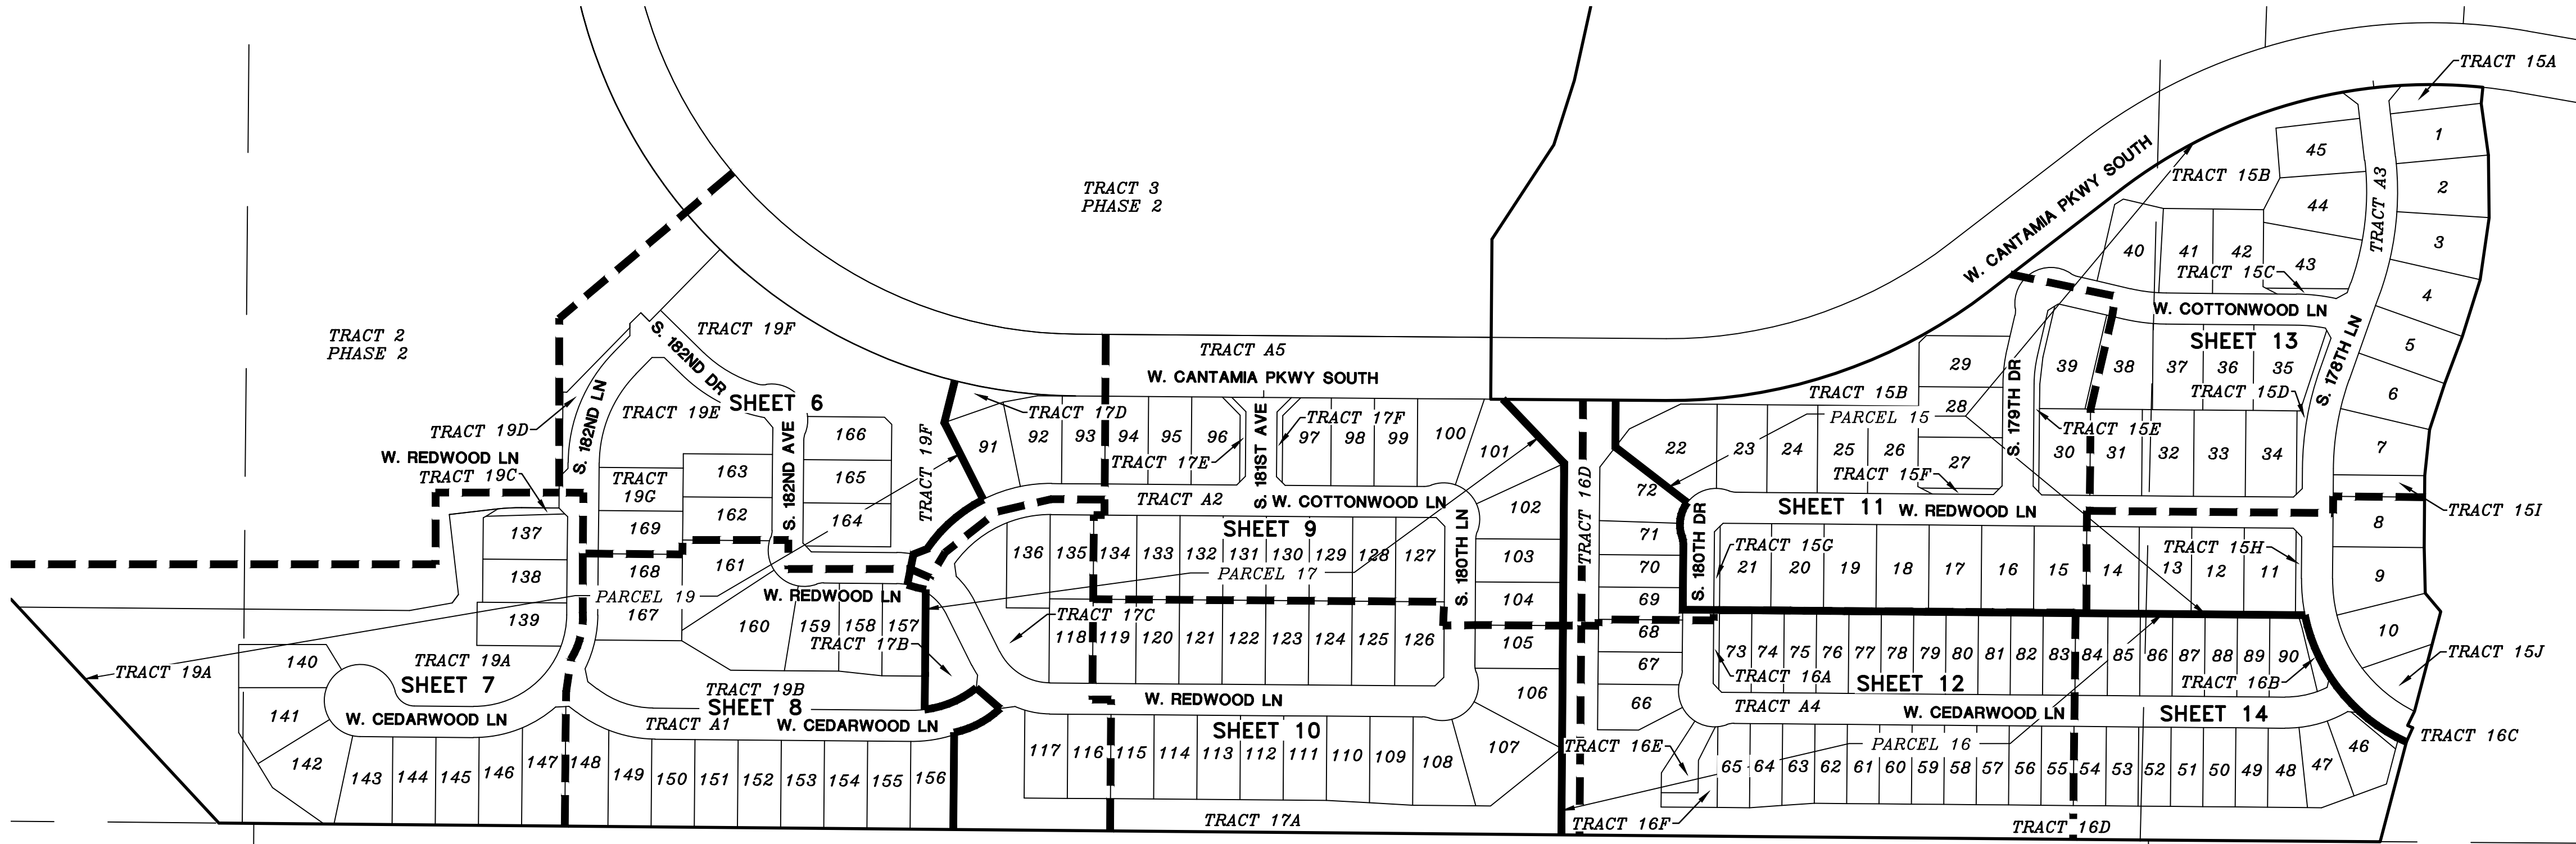 TRACT 2
PHASE 2
TRACT 3
PHASE 2
TRACT A5
W. CANTAMIA PKWY SOUTH
W. CANTAMIA PKWY SOUTH
TRACT 15A
TRACT 15B
TRACT A3
1
2
3
4
5
6
7
45
44
43
40
41
42
TRACT 15C
W. COTTONWOOD LN
SHEET 13
S. 178TH LN
39
38
37
36
35
TRACT 15D
TRACT 15E
30
31
32
33
34
S. 179TH DR
29
28
27
TRACT 15B
PARCEL 15
22
23
24
25
26
TRACT 15F
TRACT 15I
SHEET 11
W. REDWOOD LN
8
9
10
TRACT 15J
TRACT 15G
TRACT 15H
21
20
19
18
17
16
15
14
13
12
11
S. 180TH DR
72
71
70
69
68
67
66
TRACT 16D
73
74
75
76
77
78
79
80
81
82
83
84
85
86
87
88
89
90
TRACT 16A
SHEET 12
TRACT 16B
TRACT A4
W. CEDARWOOD LN
SHEET 14
TRACT 16C
TRACT 16E
PARCEL 16
65
64
63
62
61
60
59
58
57
56
55
54
53
52
51
50
49
48
47
46
TRACT 16F
TRACT 16D
TRACT 19F
S. 182ND DR
S. 182ND LN
TRACT 19E
SHEET 6
TRACT 19D
W. REDWOOD LN
TRACT 19C
TRACT
19G
163
162
161
169
168
167
S. 182ND AVE
166
165
164
TRACT 19F
137
138
139
PARCEL 19
W. REDWOOD LN
160
159
158
157
TRACT 17B
TRACT 19A
140
TRACT 19A
SHEET 7
141
142
W. CEDARWOOD LN
TRACT 19B
SHEET 8
TRACT A1
W. CEDARWOOD LN
143
144
145
146
147
148
149
150
151
152
153
154
155
156
TRACT 17D
91
92
93
94
95
96
TRACT 17E
S. 181ST AVE
TRACT 17F
97
98
99
100
101
TRACT A2
W. COTTONWOOD LN
SHEET 9
102
103
104
105
106
107
S. 180TH LN
136
135
134
133
132
131
130
129
128
127
PARCEL 17
TRACT 17C
118
119
120
121
122
123
124
125
126
W. REDWOOD LN
SHEET 10
117
116
115
114
113
112
111
110
109
108
TRACT 17A